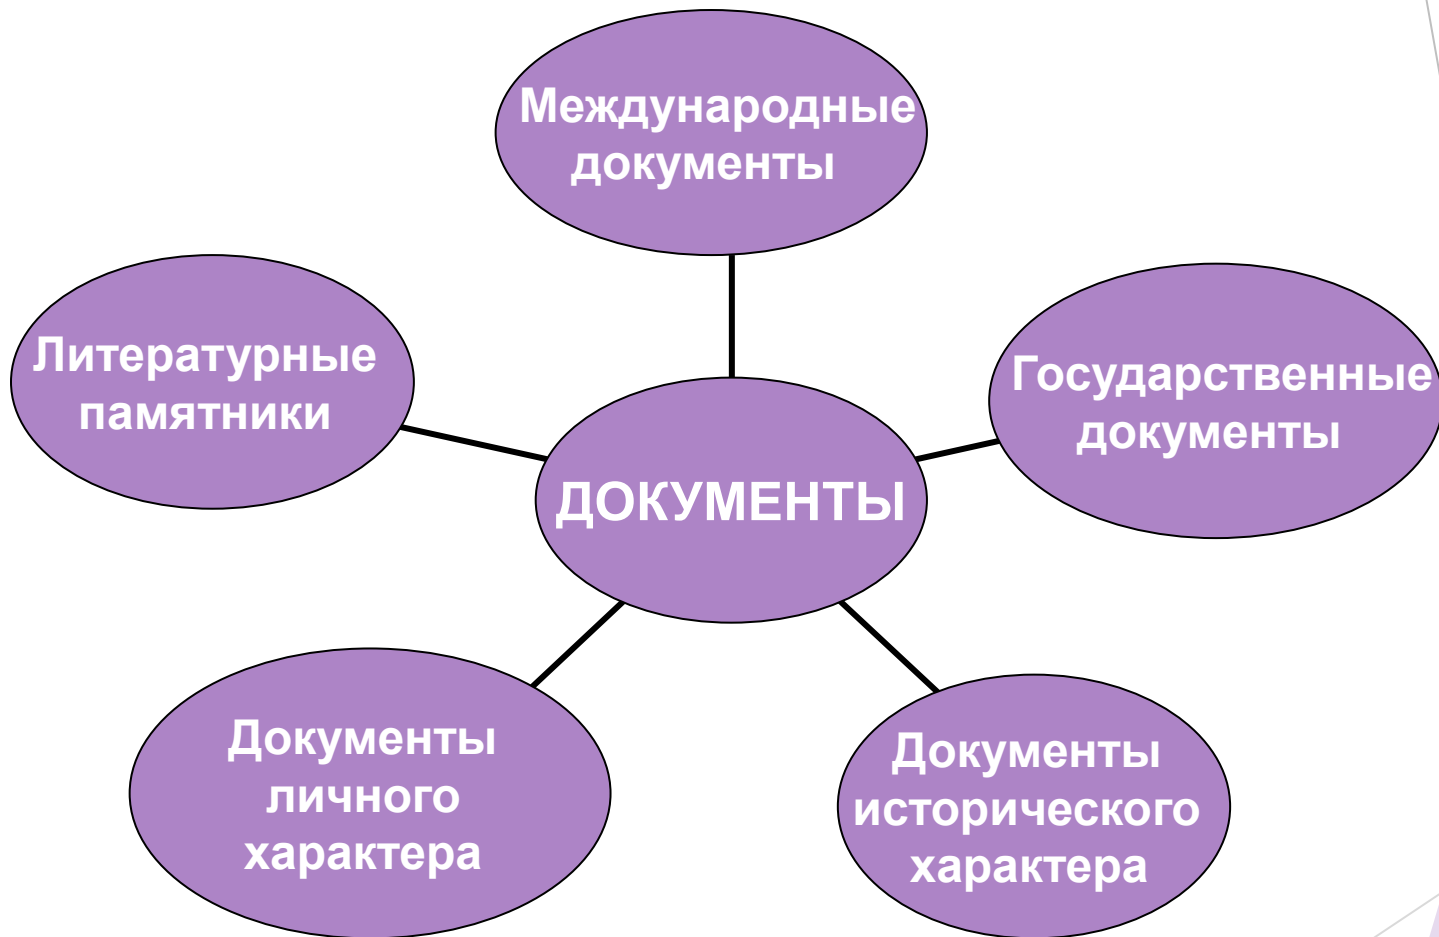 Международные
документы
Литературные
памятники
Государственные
документы
ДОКУМЕНТЫ
Документы
личного
характера
Документы
исторического
характера